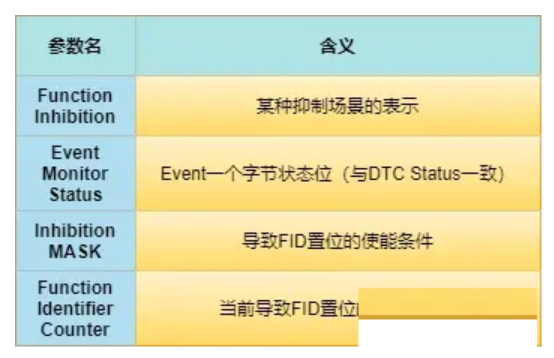 参数名
含义
Function
Inhibition
某种抑制场景的表示
Event
Monitor
Status
Event一个字节状态位（与DTC Status一致）
Inhibition
MASK
导致FID置位的使能条件
Function
Identifier
Counter
当前导致FID置位